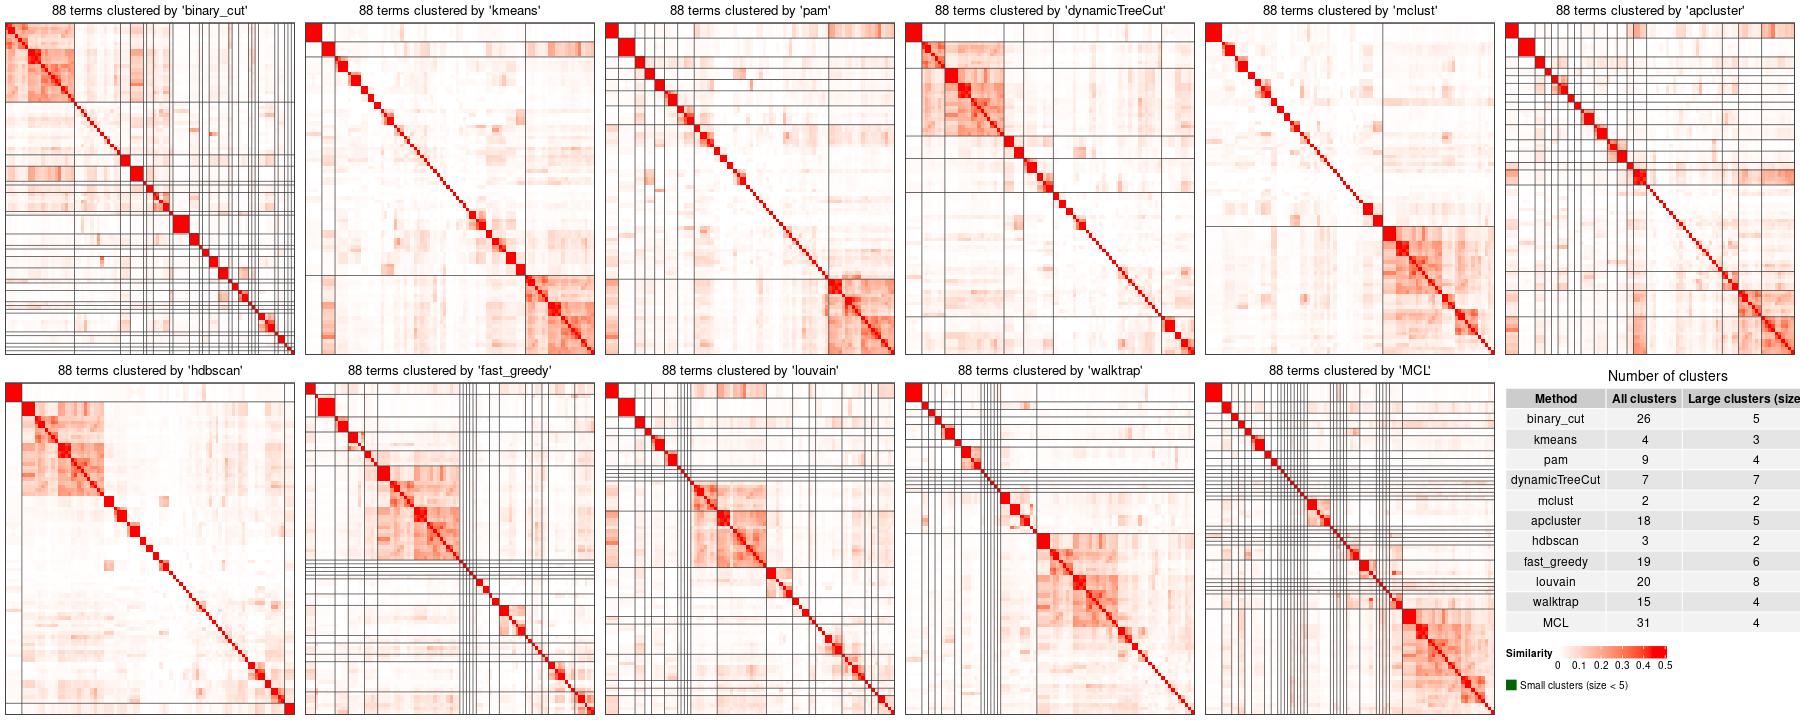 88 terms clustered by 'binary_cut'
88 terms clustered by 'kmeans'
88 terms clustered by 'pam'
88 terms clustered by 'dynamicTreeCut'
88 terms clustered by 'mclust'
88 terms clustered by 'apcluster'
88 terms clustered by 'hdbscan'
88 terms clustered by 'fast_greedy'
88 terms clustered by 'louvain'
88 terms clustered by 'walktrap'
88 terms clustered by 'MCL'
Number of clusters
Method All clusters Large clusters (size
binary_cut 26 5
kmeans 4 3
pam 9 4
dynamicTreeCut 7 7
mclust 2 2
apcluster 18 5
hdbscan 3 2
fast_greedy 19 6
louvain 20 8
walktrap 15 4
MCL 31 4
Similarity
0 0.1 0.2 0.3 0.4 0.5
Small clusters (size < 5)